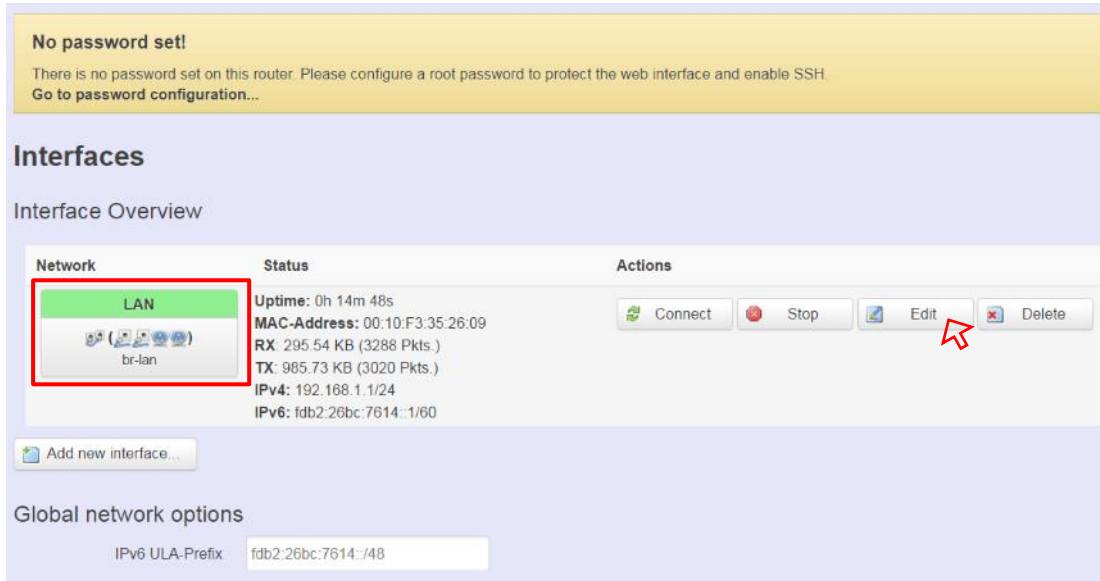 No password set!
There is no password set on this router. Please configure a root password to protect the web interface and enable SSH.
Go to password configuration...
Interfaces
Interface Overview
Network Status Actions
LAN
br-lan
Uptime: 0h 14m 48s
MAC-Address: 00:10:F3:35:26:09
RX: 295.54 KB (3288 Pkts.)
TX: 985.73 KB (3020 Pkts.)
IPv4: 192.168.1.1/24
IPv6: fdb2:26bc:7614::1/60
Connect Stop Edit Delete
Add new interface...
Global network options
IPv6 ULA-Prefix fdb2:26bc:7614::/48